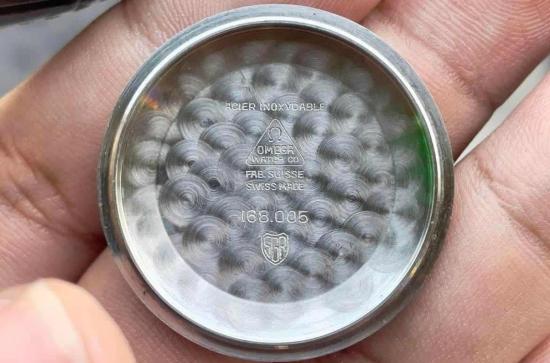 ACIER INOXYDABLE
Ω
OMEGA
WATCH CO
FAB. SUISSE
SWISS MADE
168.005